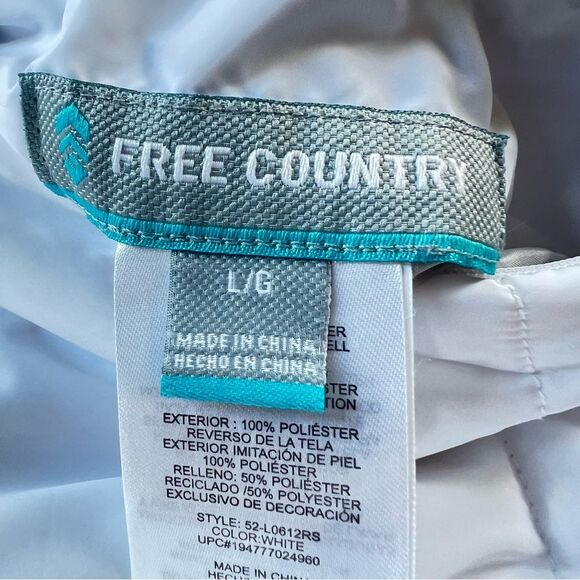 FREE COUNTRY
L/G
MADE IN CHINA
HECHO EN CHINA
EXTERIOR : 100% POLIÉSTER
REVERSO DE LA TELA
EXTERIOR IMITACIÓN DE PIEL
100% POLIÉSTER
RELLENO: 50% POLIÉSTER
RECICLADO /50% POLYESTER
EXCLUSIVO DE DECORACIÓN
STYLE: 52-L0612RS
COLOR:WHITE
UPC#194777024960
MADE IN CHINA